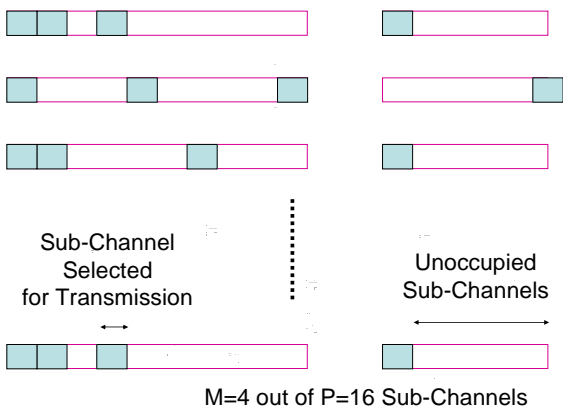 Sub-Channel
Selected
for Transmission
Unoccupied
Sub-Channels
M=4 out of P=16 Sub-Channels